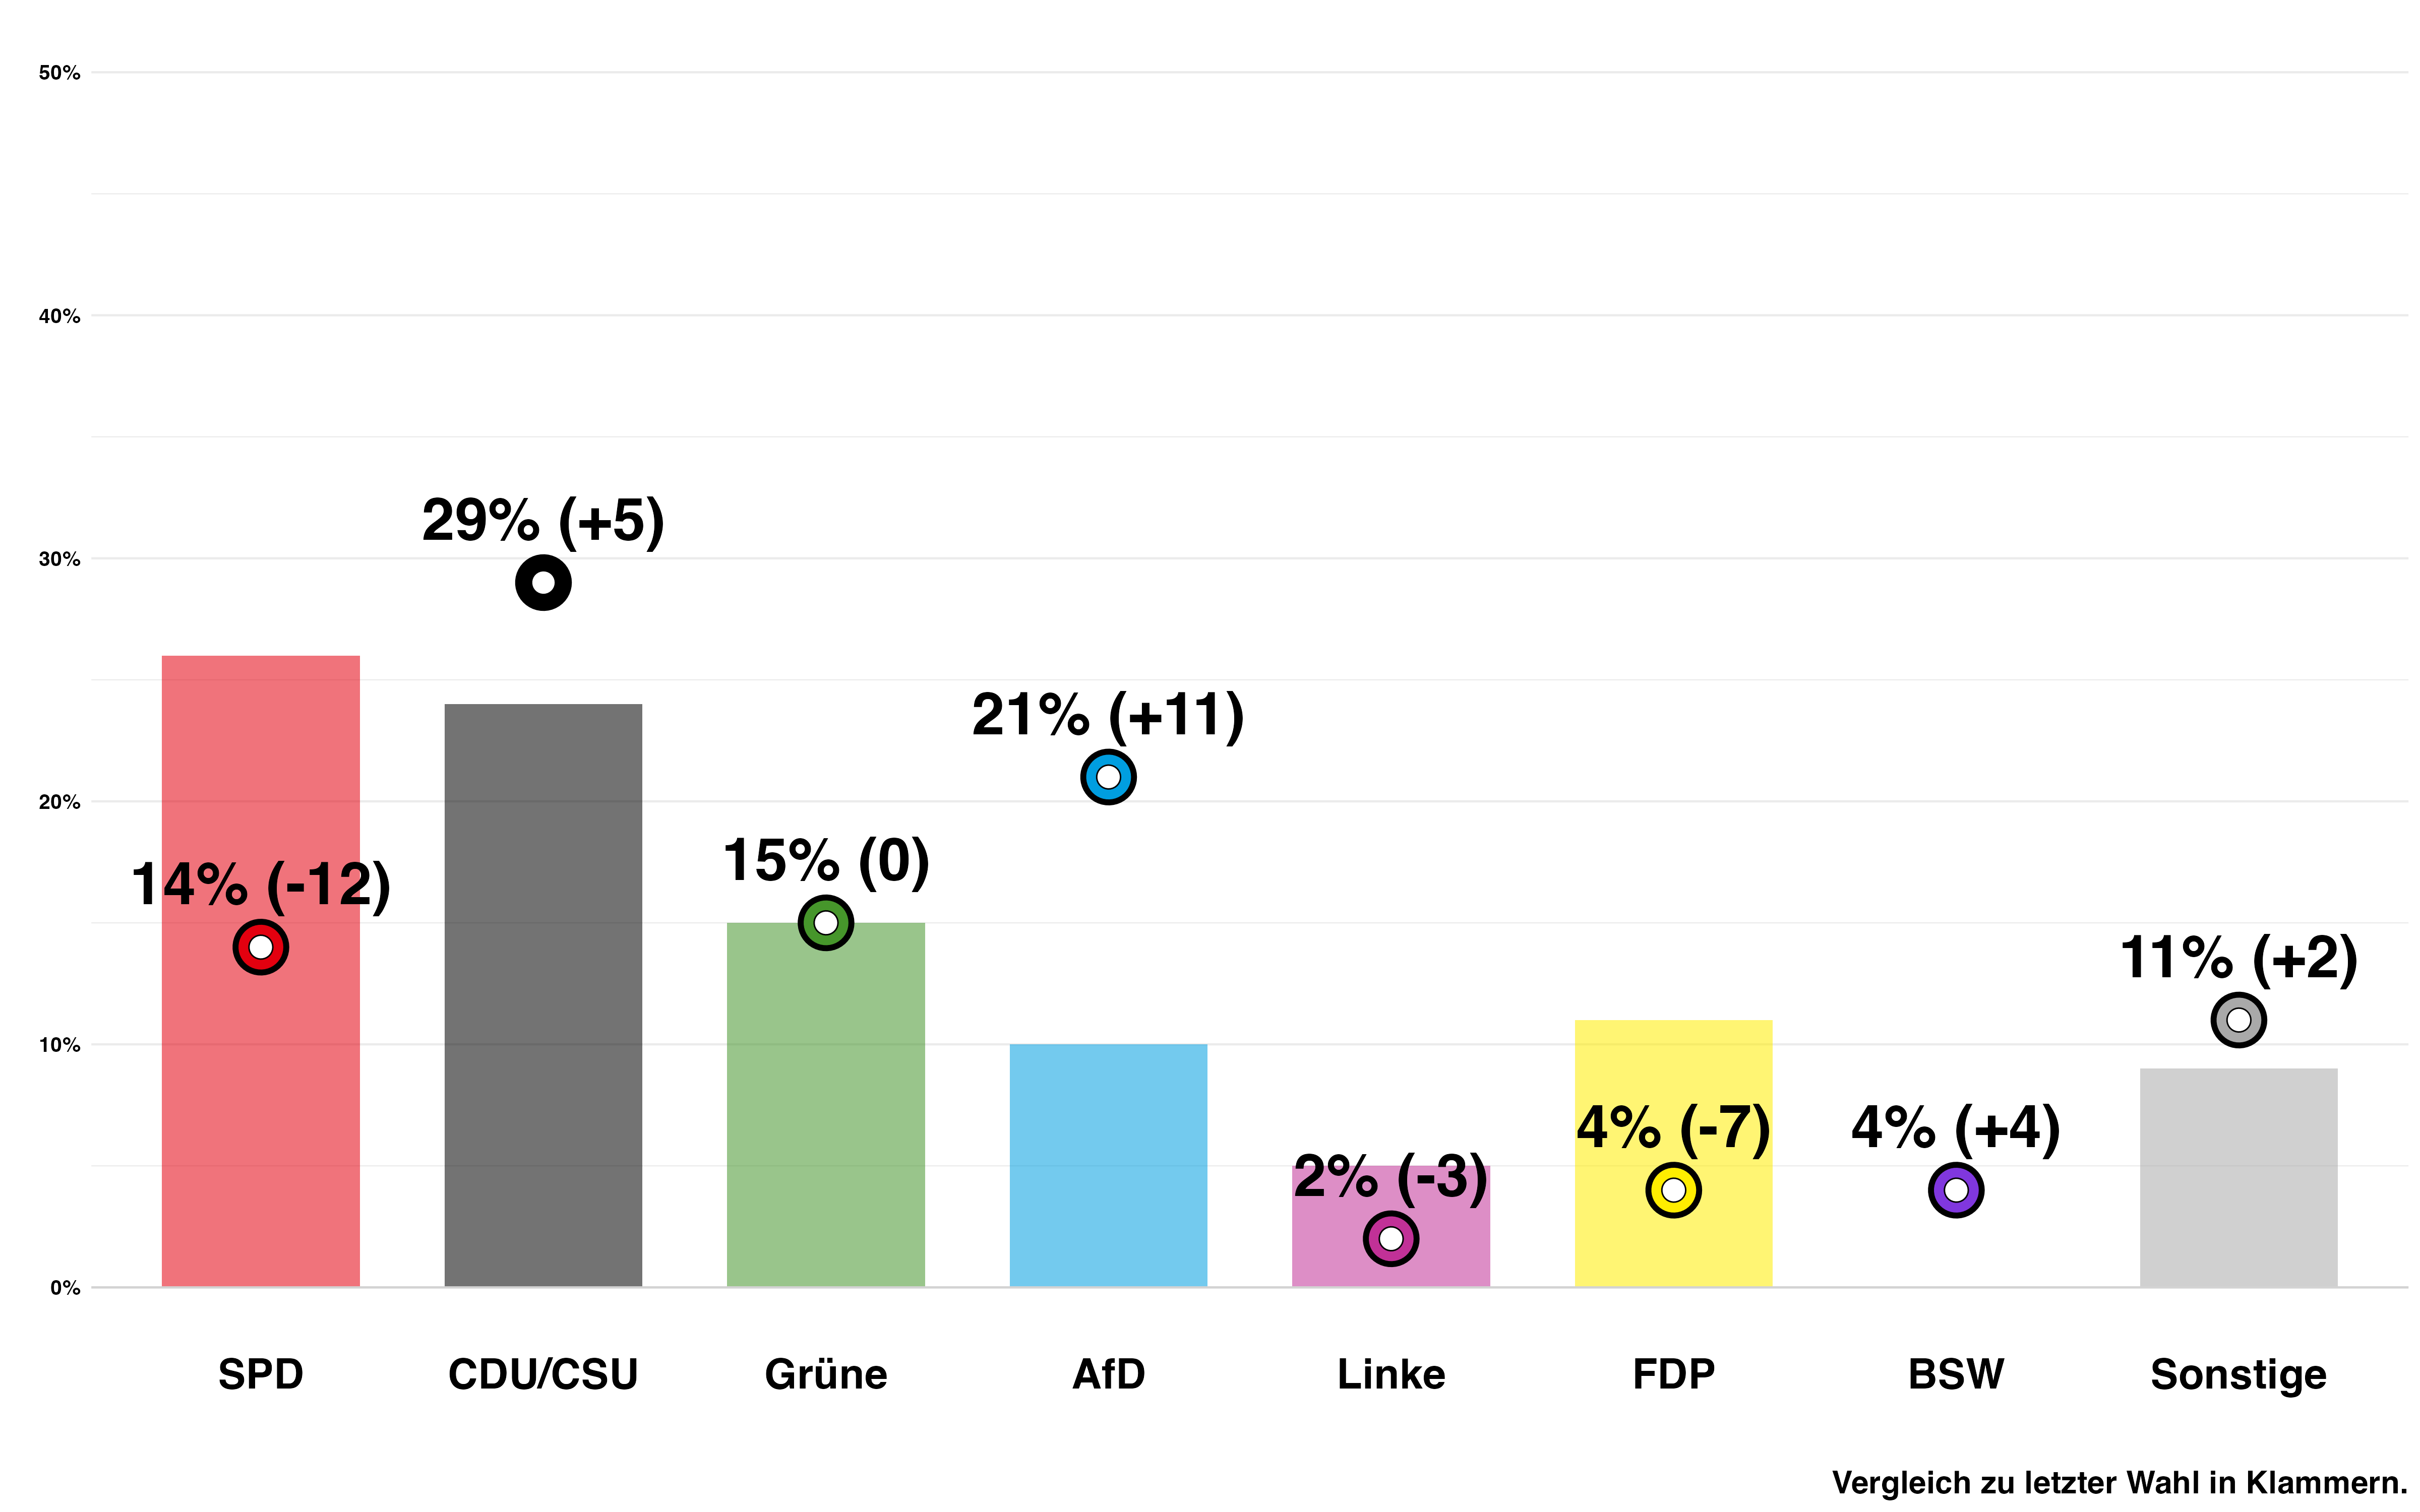 50%
40%
30%
20%
10%
0%
14% (-12)
29% (+5)
15% (0)
21% (+11)
2% (-3)
4% (-7)
4% (+4)
11% (+2)
SPD
CDU/CSU
Grüne
AfD
Linke
FDP
BSW
Sonstige
Vergleich zu letzter Wahl in Klammern.